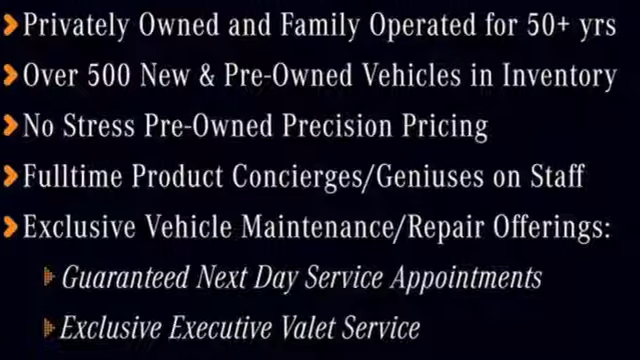 Privately Owned and Family Operated for 50+ yrs
Over 500 New & Pre-Owned Vehicles in Inventory
No Stress Pre-Owned Precision Pricing
Fulltime Product Concierges/Geniuses on Staff
Exclusive Vehicle Maintenance/Repair Offerings:
Guaranteed Next Day Service Appointments
Exclusive Executive Valet Service